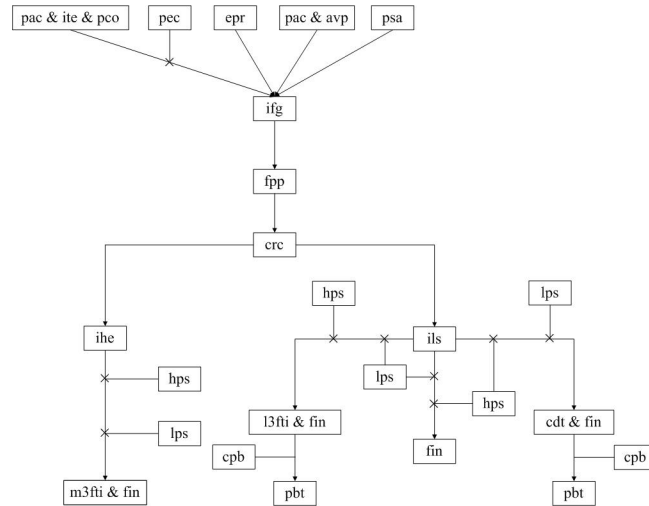 pac & ite & pco
pec
epr
pac & avp
psa
ifg
fpp
crc
hps
lps
ihe
ils
hps
lps
hps
l3fti & fin
cdt & fin
lps
fin
cpb
cpb
m3fti & fin
pbt
pbt